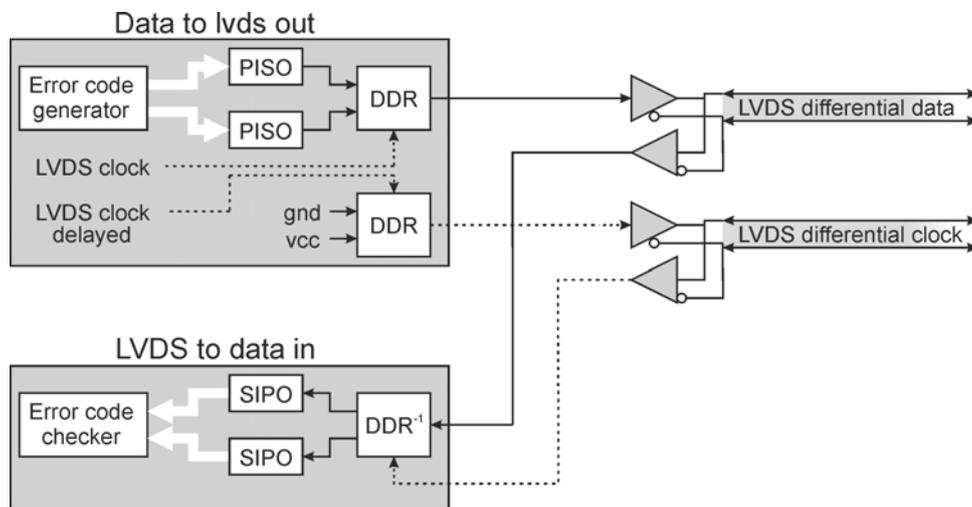 Data to lvds out
Error code
generator
PISO
PISO
DDR
LVDS clock
LVDS clock
delayed
gnd
vcc
DDR
LVDS differential data
LVDS differential clock
LVDS to data in
Error code
checker
SIPO
SIPO
DDR-1